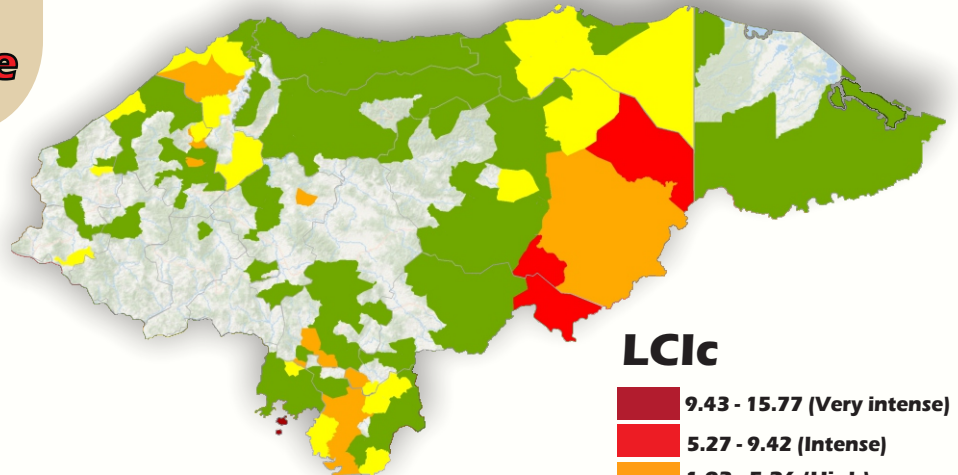 e
LCIc
9.43 - 15.77 (Very intense)
5.27 - 9.42 (Intense)